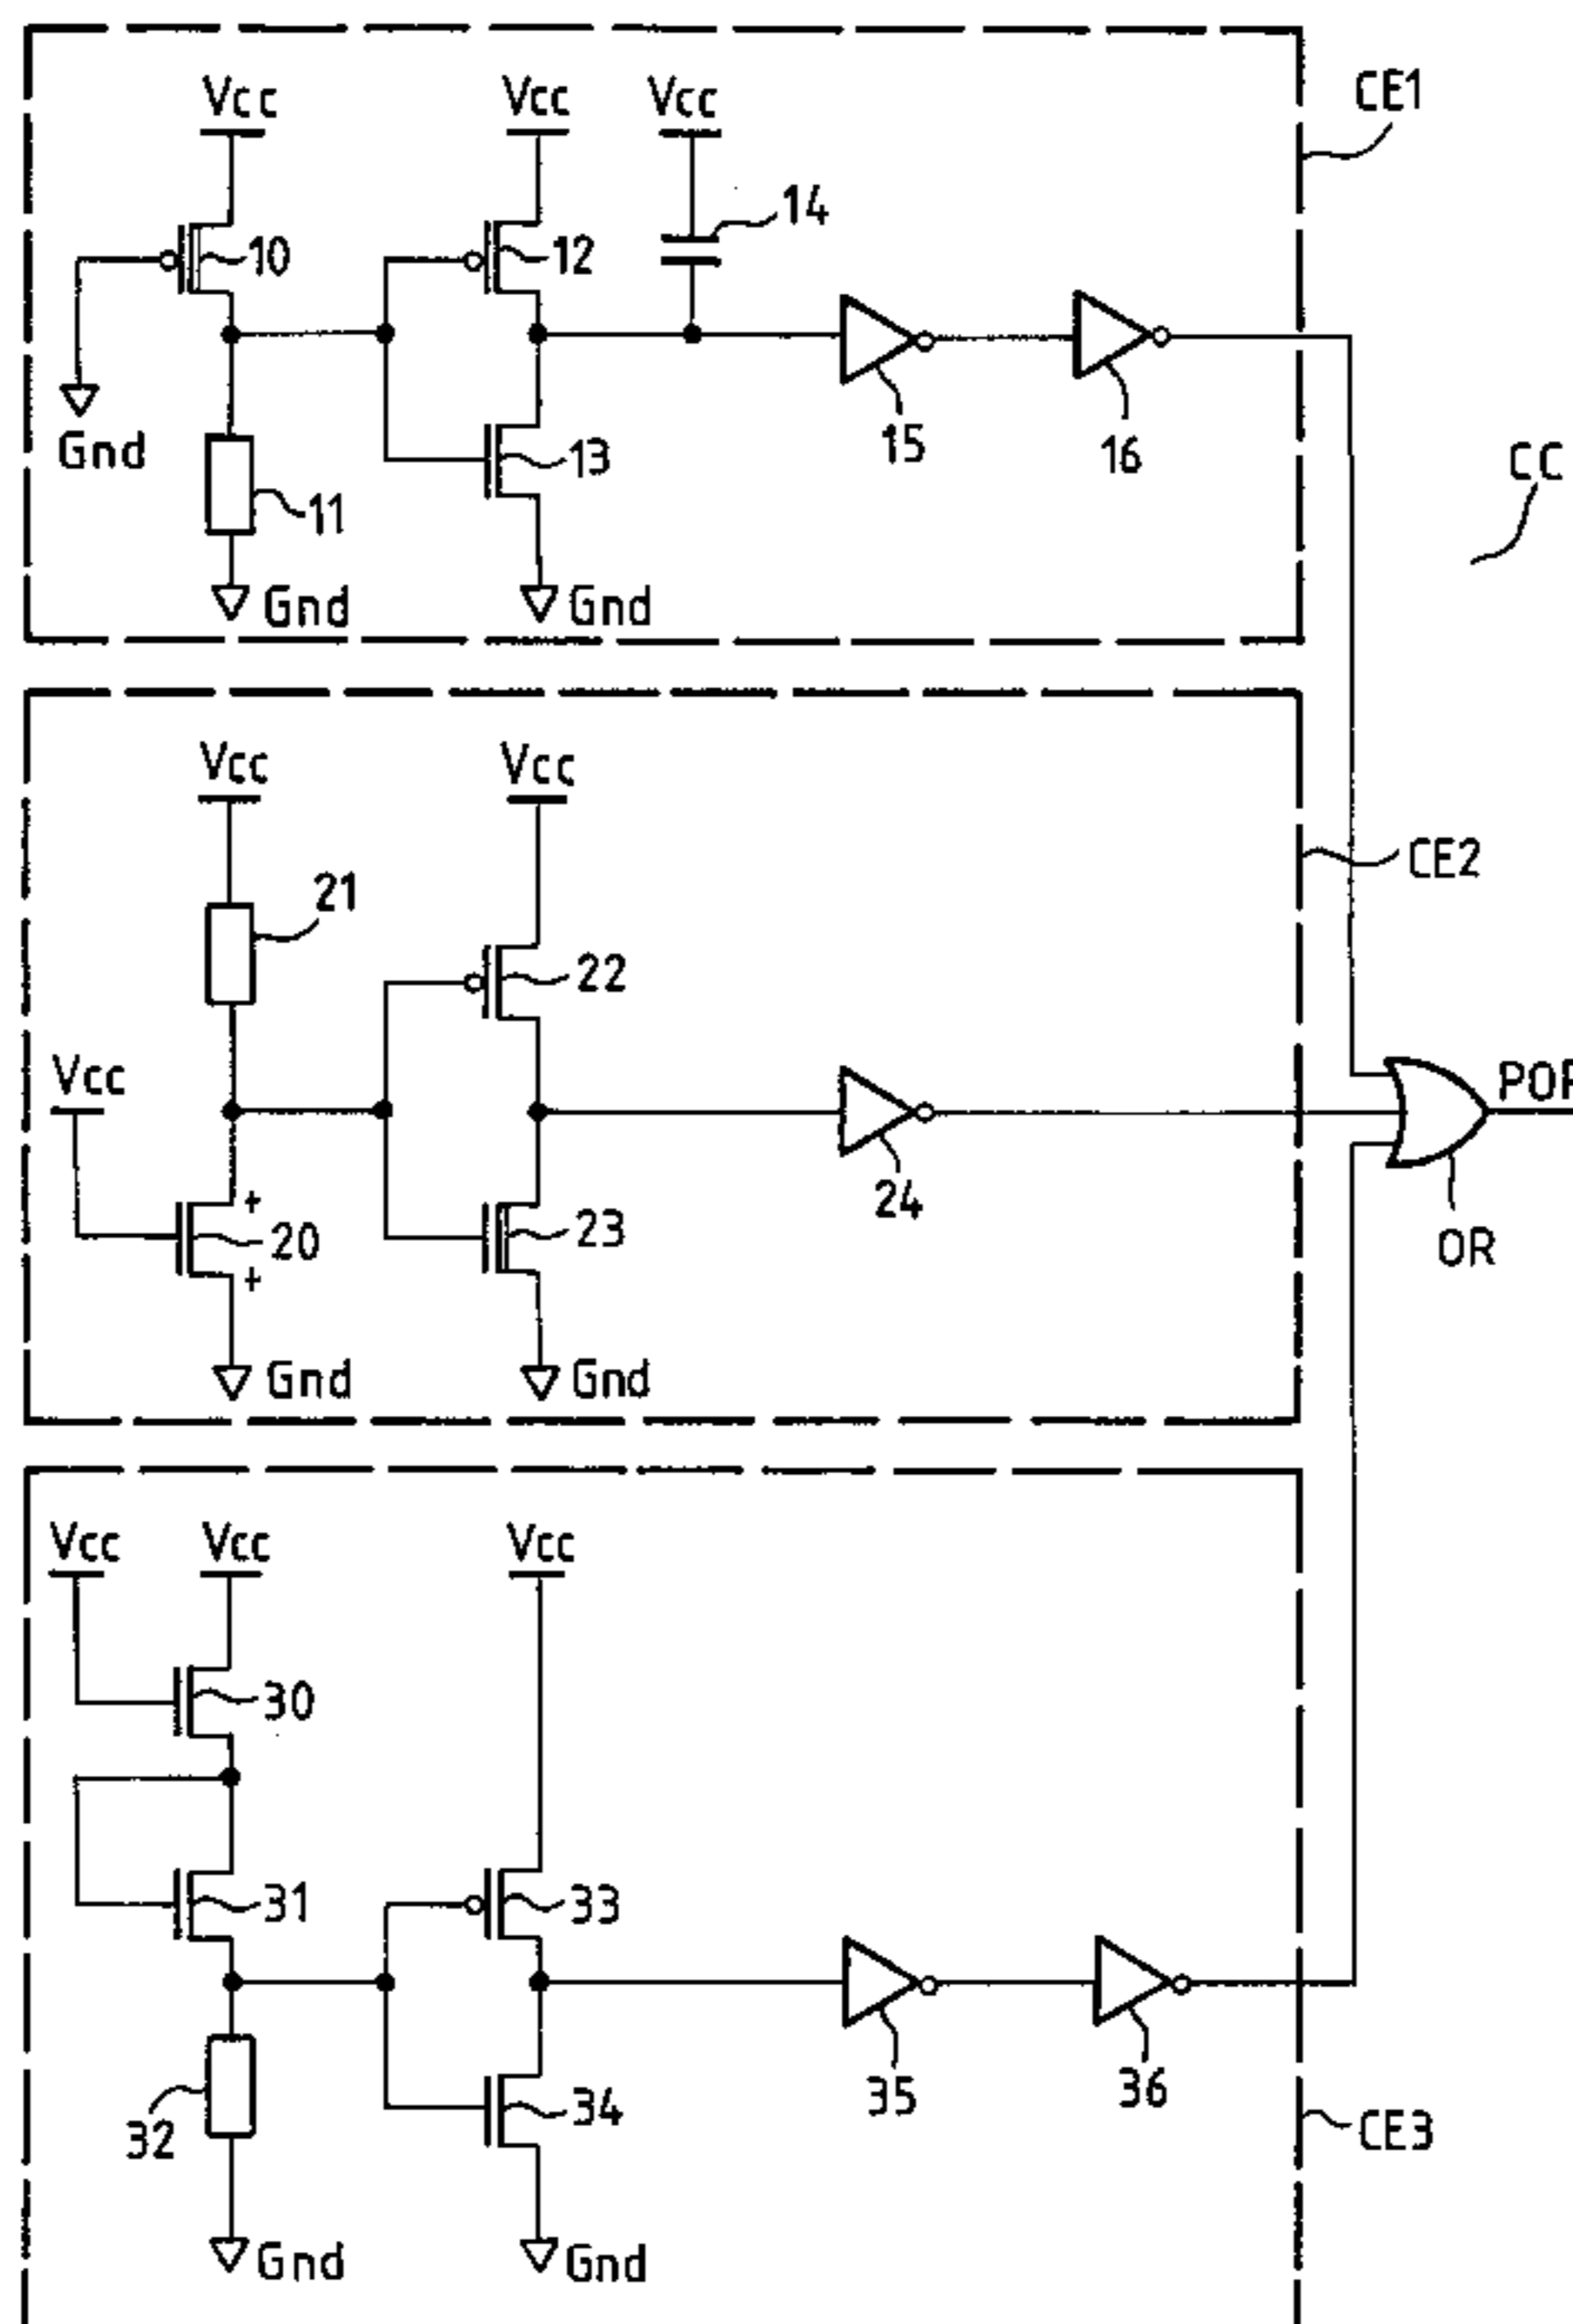 Vcc Vcc Vcc CE1
14
10 12
Gnd 13 15 16 CC
11
Gnd Gnd
Vcc Vcc
CE2
21
22
Vcc POR
+
20 23 24 OR
+
Gnd Gnd
Vcc Vcc Vcc
30
31 33
32 34 35 36 CE3
Gnd Gnd